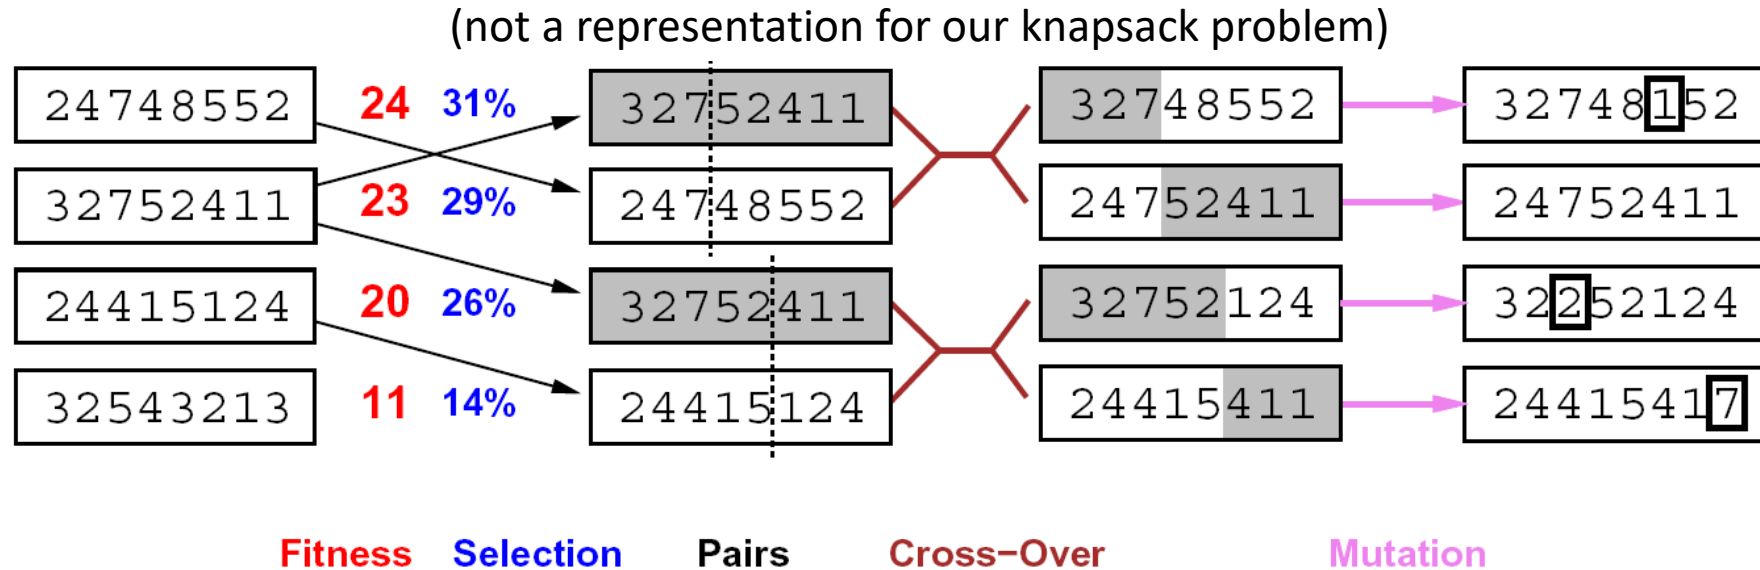 (not a representation for our knapsack problem)
24748552 24 31% 32752411 32748552 32748152
32752411 23 29% 24748552 24752411 24752411
24415124 20 26% 32752411 32752124 32252124
32543213 11 14% 24415124 24415411 24415417
Fitness Selection Pairs Cross-Over Mutation